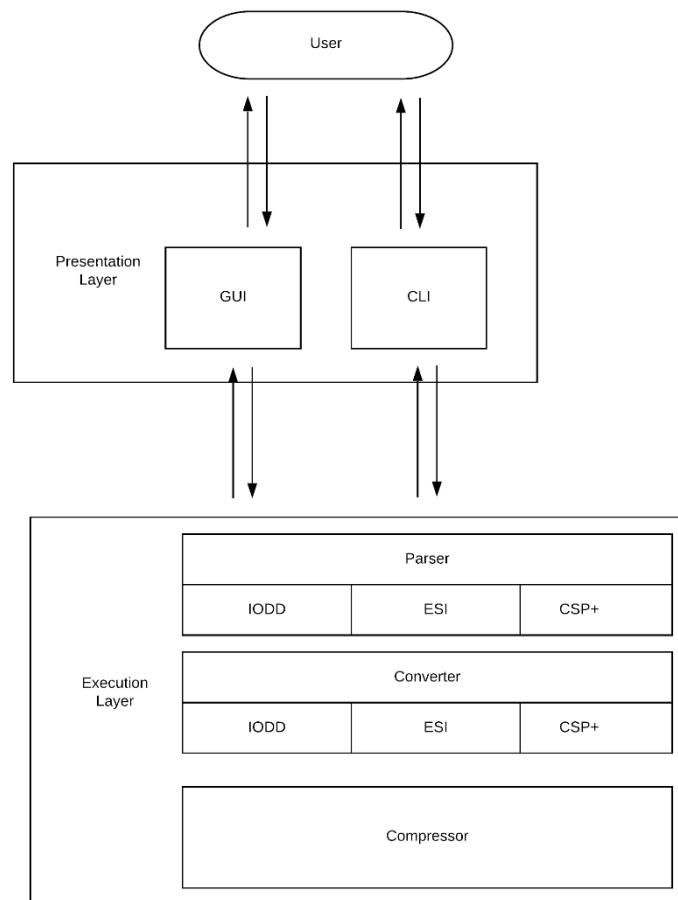 User
Presentation
Layer
GUI
CLI
Parser
IODD
ESI
CSP+
Execution
Layer
Converter
IODD
ESI
CSP+
Compressor